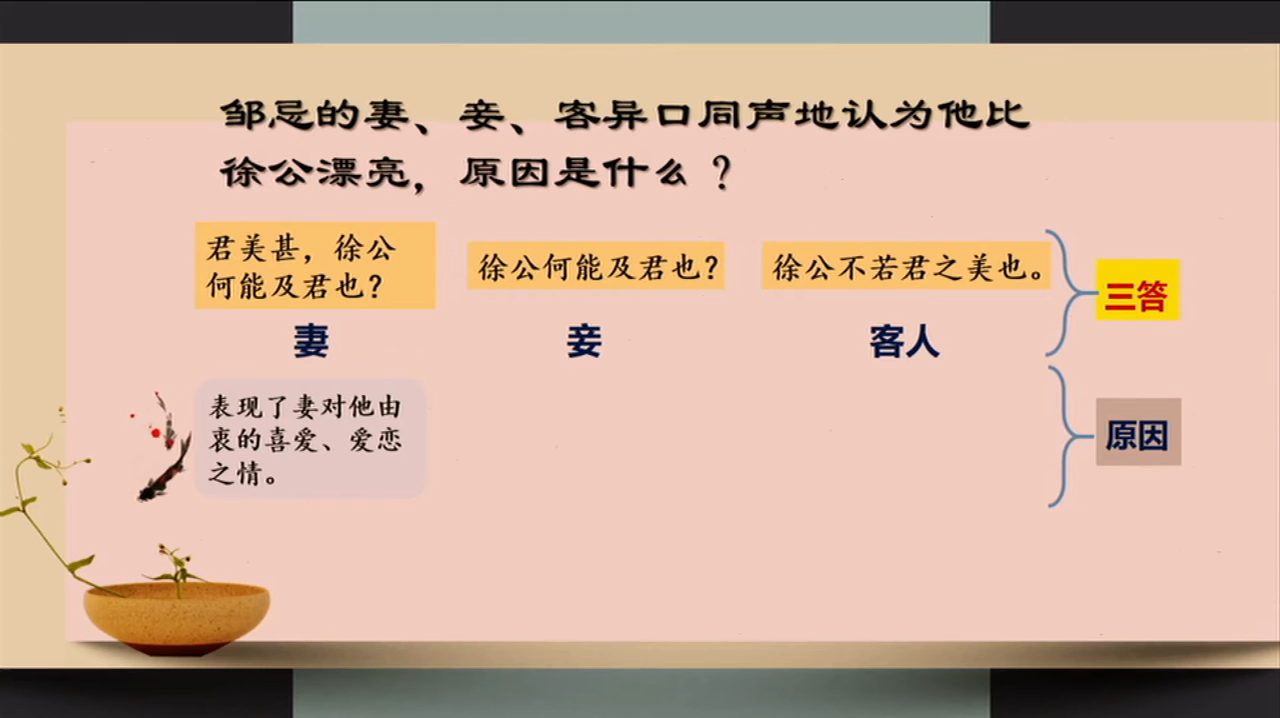 邹忌的妻、妾、客异口同声地认为他比
徐公漂亮，原因是什么？
君美甚，徐公
何能及君也？
徐公何能及君也？
徐公不若君之美也。
三答
妻
妾
客人
表现了妻对他由
衷的喜爱、爱恋
之情。
原因